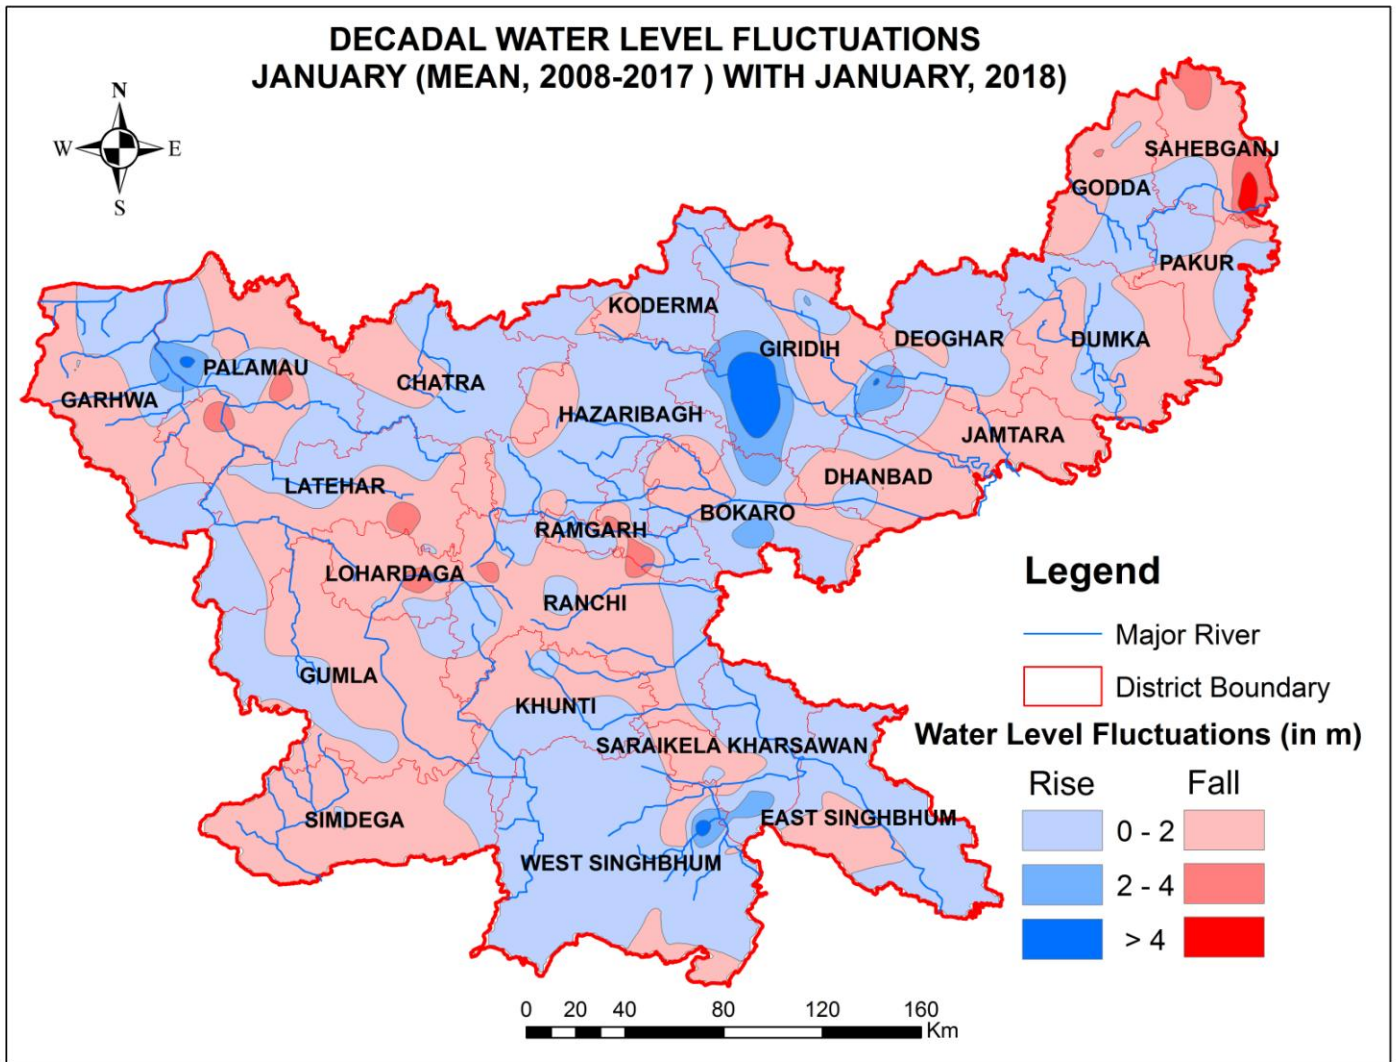 DECADAL WATER LEVEL FLUCTUATIONS
JANUARY (MEAN, 2008-2017 ) WITH JANUARY, 2018)
N
W E
S
SAHEBGANJ
GODDA
PAKUR
KODERMA
DEOGHAR
DUMKA
GIRIDIH
PALAMAU
CHATRA
GARHWA
HAZARIBAGH
JAMTARA
DHANBAD
LATEHAR
BOKARO
RAMGARH
LOHARDAGA
RANCHI
GUMLA
KHUNTI
SARAIKELA KHARSAWAN
SIMDEGA
EAST SINGHBHUM
WEST SINGHBHUM
Legend
Major River
District Boundary
Water Level Fluctuations (in m)
Rise Fall
0 - 2
2 - 4
> 4
0 20 40 80 120 160
Km